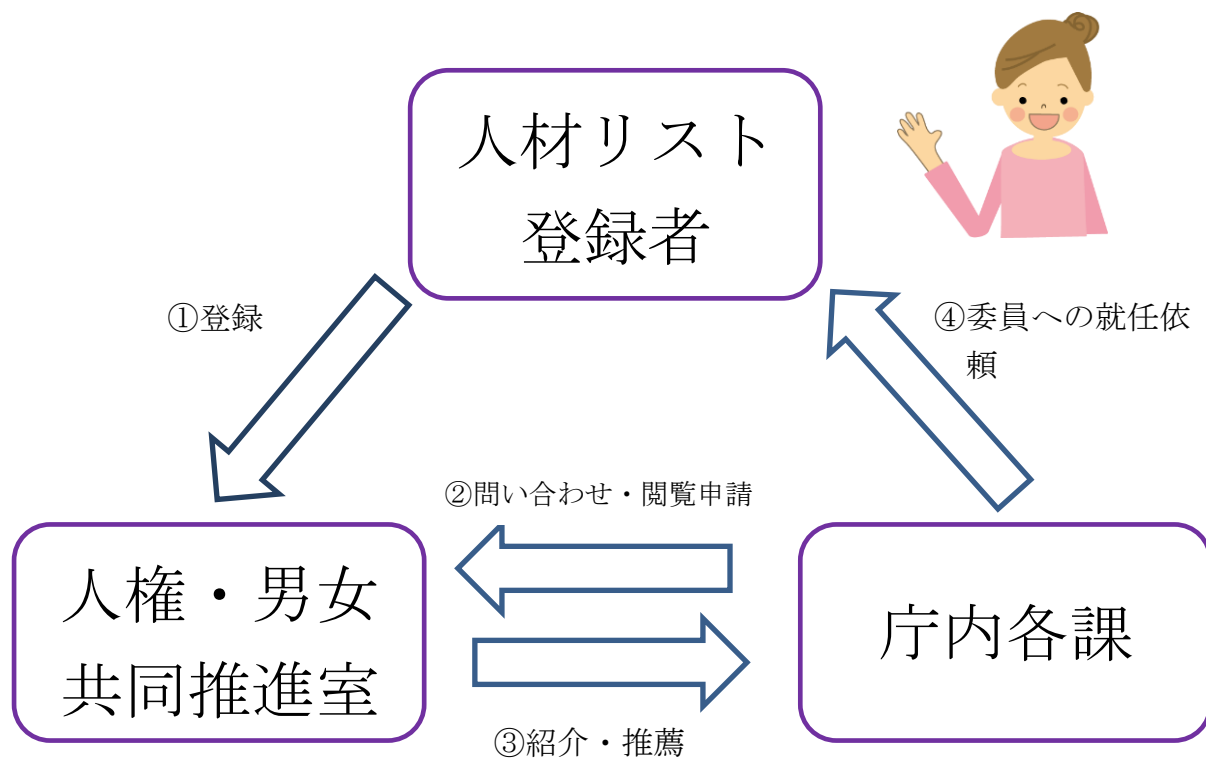 人材リスト
登録者
①登録
④委員への就任依
頼
②問い合わせ・閲覧申請
人権・男女
共同推進室
庁内各課
③紹介・推薦